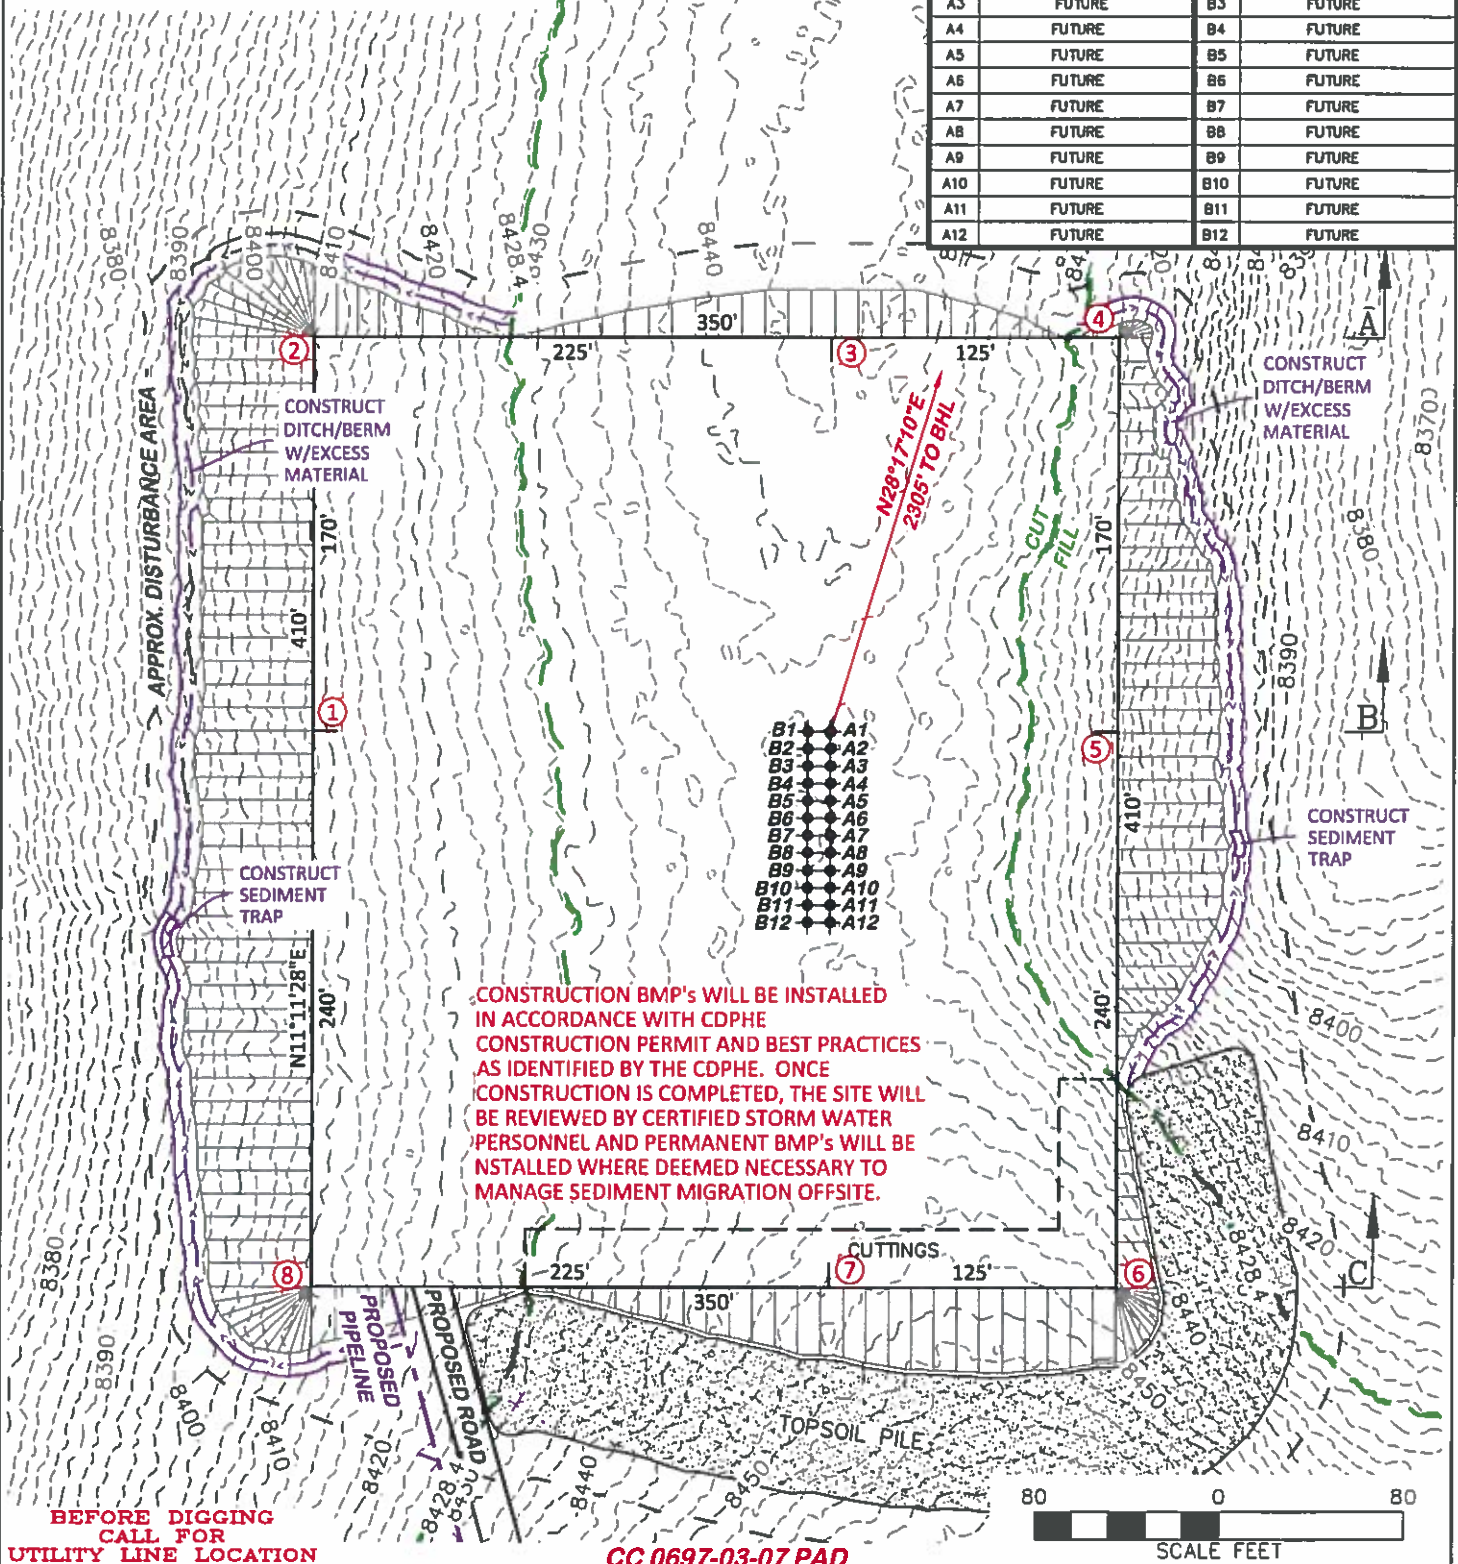 A3 FUTURE B3 FUTURE
A4 FUTURE B4 FUTURE
A5 FUTURE B5 FUTURE
A6 FUTURE B6 FUTURE
A7 FUTURE B7 FUTURE
A8 FUTURE B8 FUTURE
A9 FUTURE B9 FUTURE
A10 FUTURE B10 FUTURE
A11 FUTURE B11 FUTURE
A12 FUTURE B12 FUTURE
8380
8390
8400
8410
8420
8428.4
8430
8440
350'
2
225'
3
125'
4
A
CONSTRUCT
DITCH/BERM
W/EXCESS
MATERIAL
CONSTRUCT
DITCH/BERM
W/EXCESS
MATERIAL
8370
APPROX. DISTURBANCE AREA =
N28°17'10"E
2305' TO BHL
CUT
FILL
170'
170'
8380
410'
8390
1
B1 A1
B2 A2
B3 A3
B4 A4
B5 A5
B6 A6
B7 A7
B8 A8
B9 A9
B10 A10
B11 A11
B12 A12
5
B
410'
CONSTRUCT
SEDIMENT
TRAP
CONSTRUCT
SEDIMENT
TRAP
N11°11'28"E
240'
240'
CONSTRUCTION BMP's WILL BE INSTALLED
IN ACCORDANCE WITH CDPHE
CONSTRUCTION PERMIT AND BEST PRACTICES
AS IDENTIFIED BY THE CDPHE. ONCE
CONSTRUCTION IS COMPLETED, THE SITE WILL
BE REVIEWED BY CERTIFIED STORM WATER
PERSONNEL AND PERMANENT BMP's WILL BE
NSTALLED WHERE DEEMED NECESSARY TO
MANAGE SEDIMENT MIGRATION OFFSITE.
8400
8410
8420
8428.4
8440
8450
8380
8
225'
CUTTINGS
7
125'
6
C
350'
PROPOSED
PIPELINE
PROPOSED ROAD
8390
8400
8410
8420
8428.4
8430
8440
8450
TOPSOIL PILE
80 0 80
SCALE FEET
BEFORE DIGGING
CALL FOR
UTILITY LINE LOCATION
CC 0697-03-07 PAD